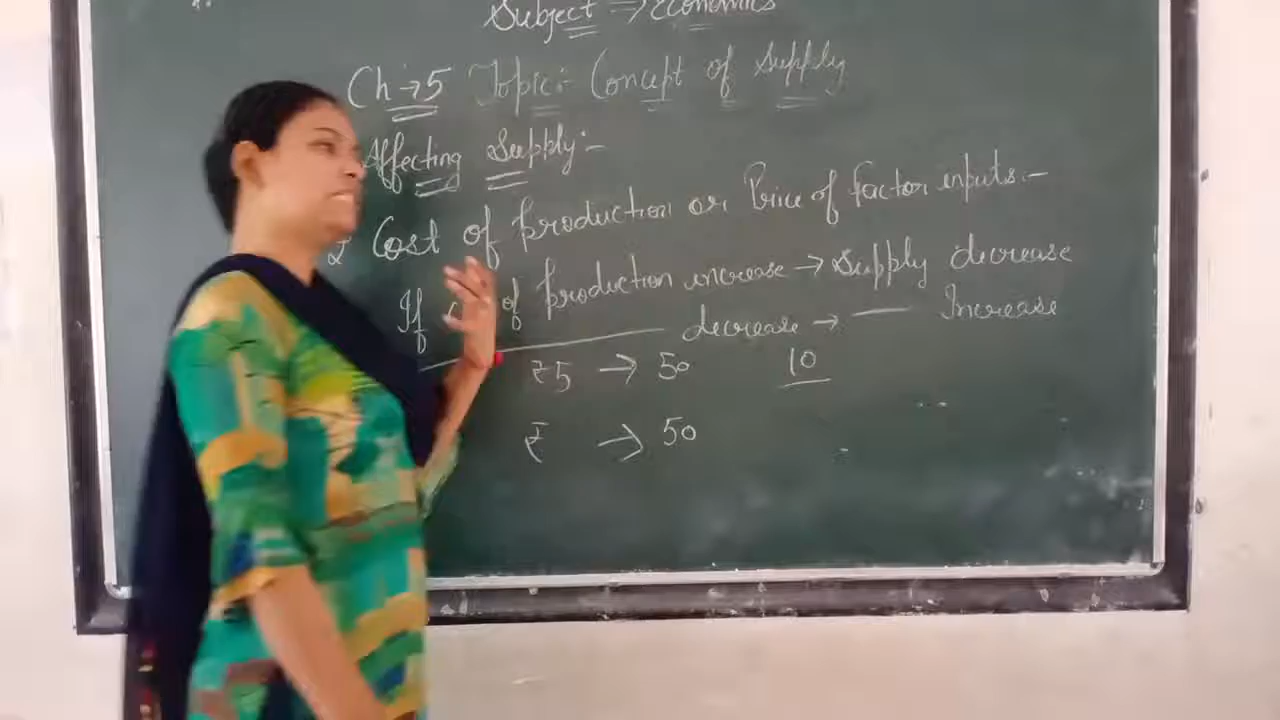 Subject → Economics
Ch → 5 Topic:- Concept of Supply
Affecting Supply:-
2 Cost of production or Price of factor inputs:-
If of production increase → Supply decrease
decrease → — Increase
₹5 → 50 10
₹ → 50